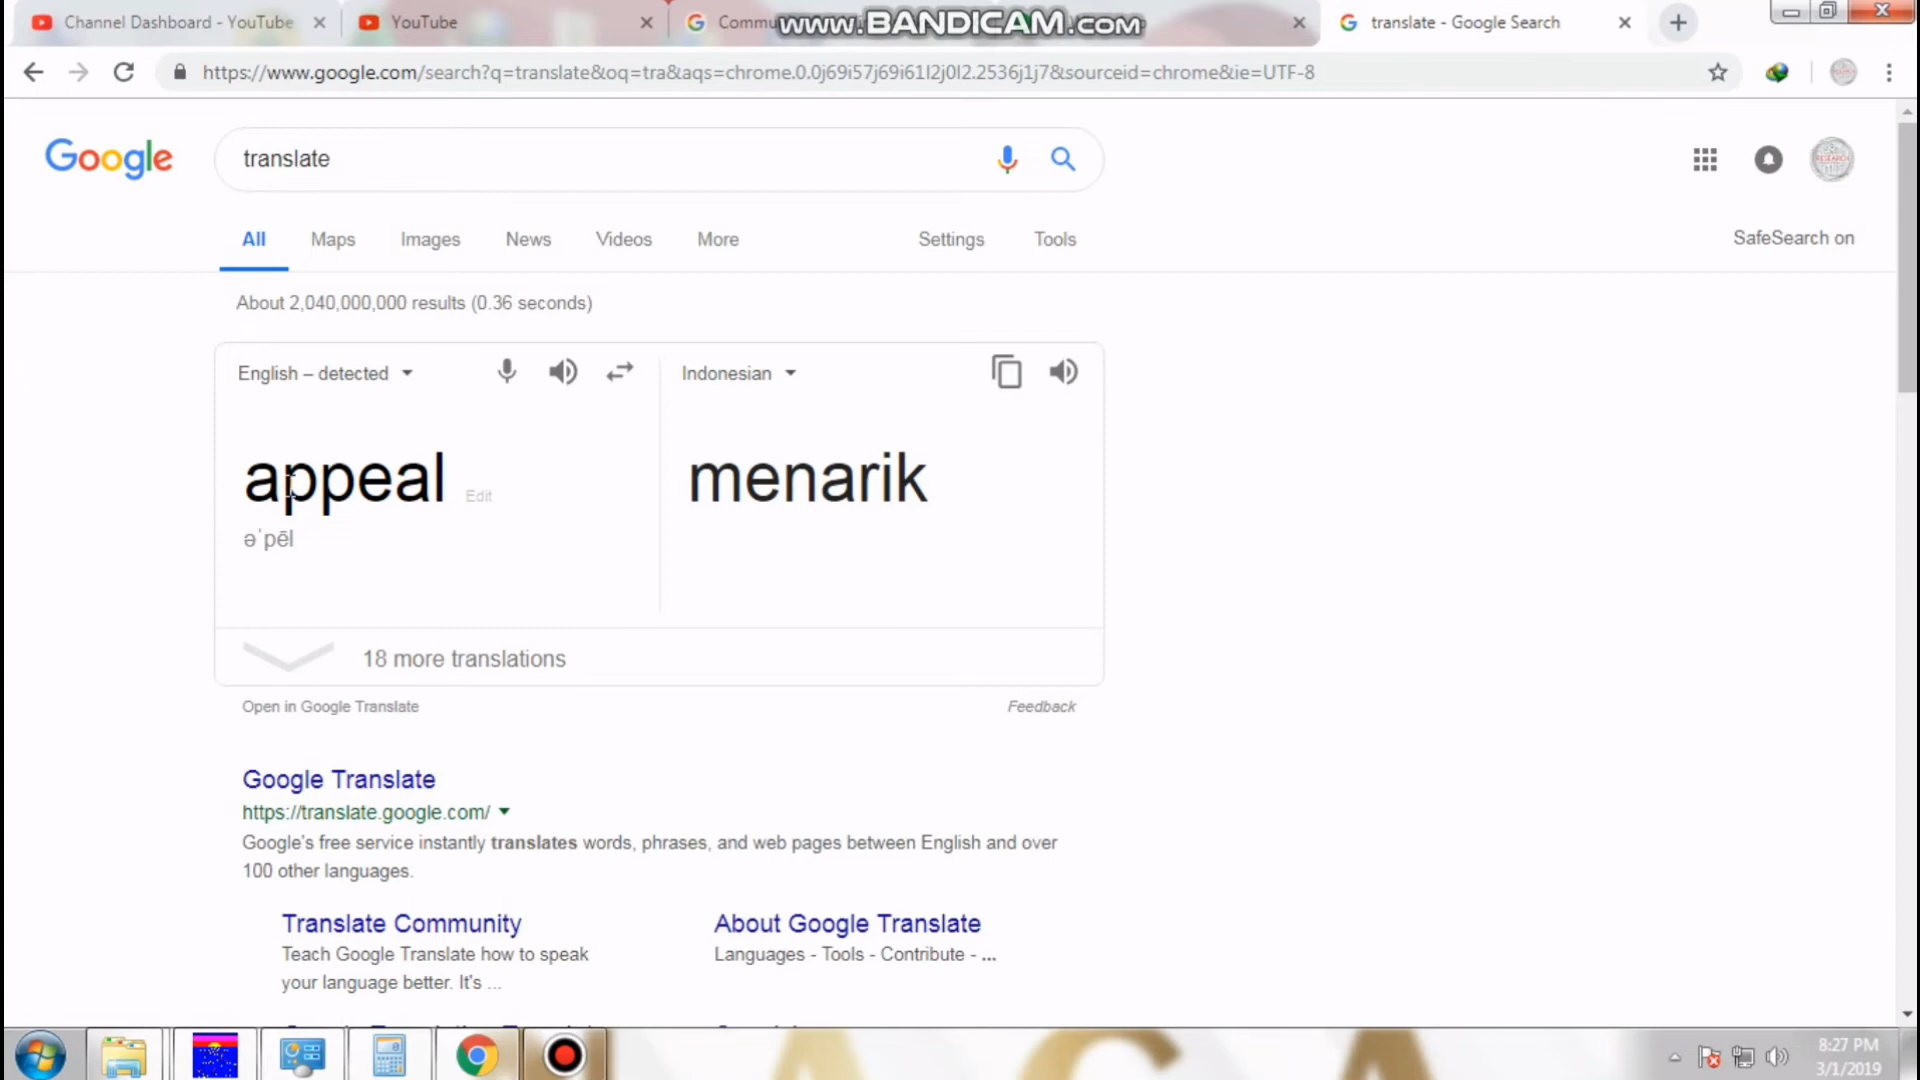 Channel Dashboard - YouTube
YouTube
Commu
www.BANDICAM.com
translate - Google Search
https://www.google.com/search?q=translate&oq=tra&aqs=chrome.0.0j69i57j69i61l2j0l2.2536j1j7&sourceid=chrome&ie=UTF-8
Google
translate
All
Maps
Images
News
Videos
More
Settings
Tools
SafeSearch on
About 2,040,000,000 results (0.36 seconds)
English – detected
Indonesian
appeal
Edit
menarik
əˈpēl
18 more translations
Open in Google Translate
Feedback
Google Translate
https://translate.google.com/
Google's free service instantly translates words, phrases, and web pages between English and over
100 other languages.
Translate Community
About Google Translate
Teach Google Translate how to speak
Languages - Tools - Contribute - ...
your language better. It's ...
8:27 PM
3/1/2019